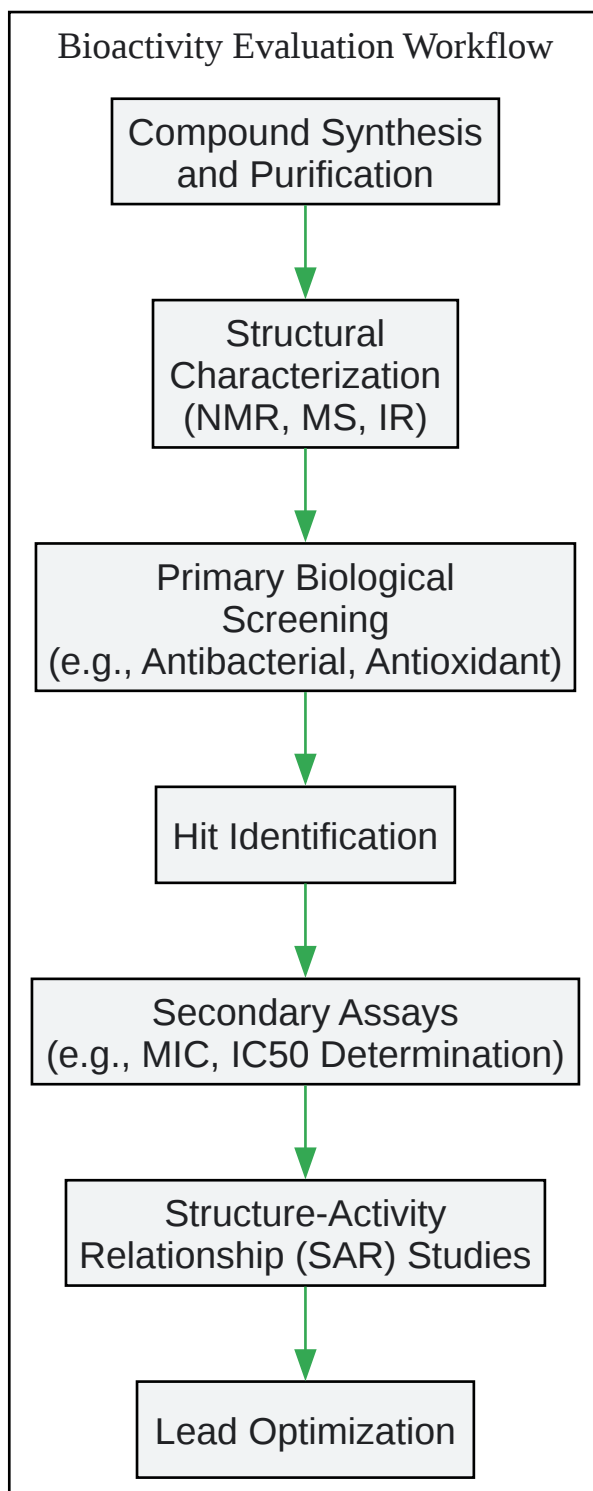 Bioactivity Evaluation Workflow
Compound Synthesis
and Purification
Structural
Characterization
(NMR, MS, IR)
Primary Biological
Screening
(e.g., Antibacterial, Antioxidant)
Hit Identification
Secondary Assays
(e.g., MIC, IC50 Determination)
Structure-Activity
Relationship (SAR) Studies
Lead Optimization